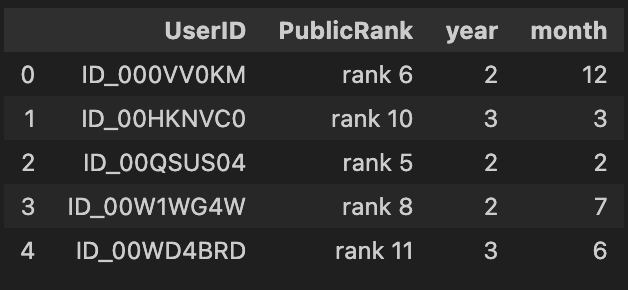 UserID PublicRank year month
0 ID_000VV0KM rank 6 2 12
1 ID_00HKNVC0 rank 10 3 3
2 ID_00QSUS04 rank 5 2 2
3 ID_00W1WG4W rank 8 2 7
4 ID_00WD4BRD rank 11 3 6